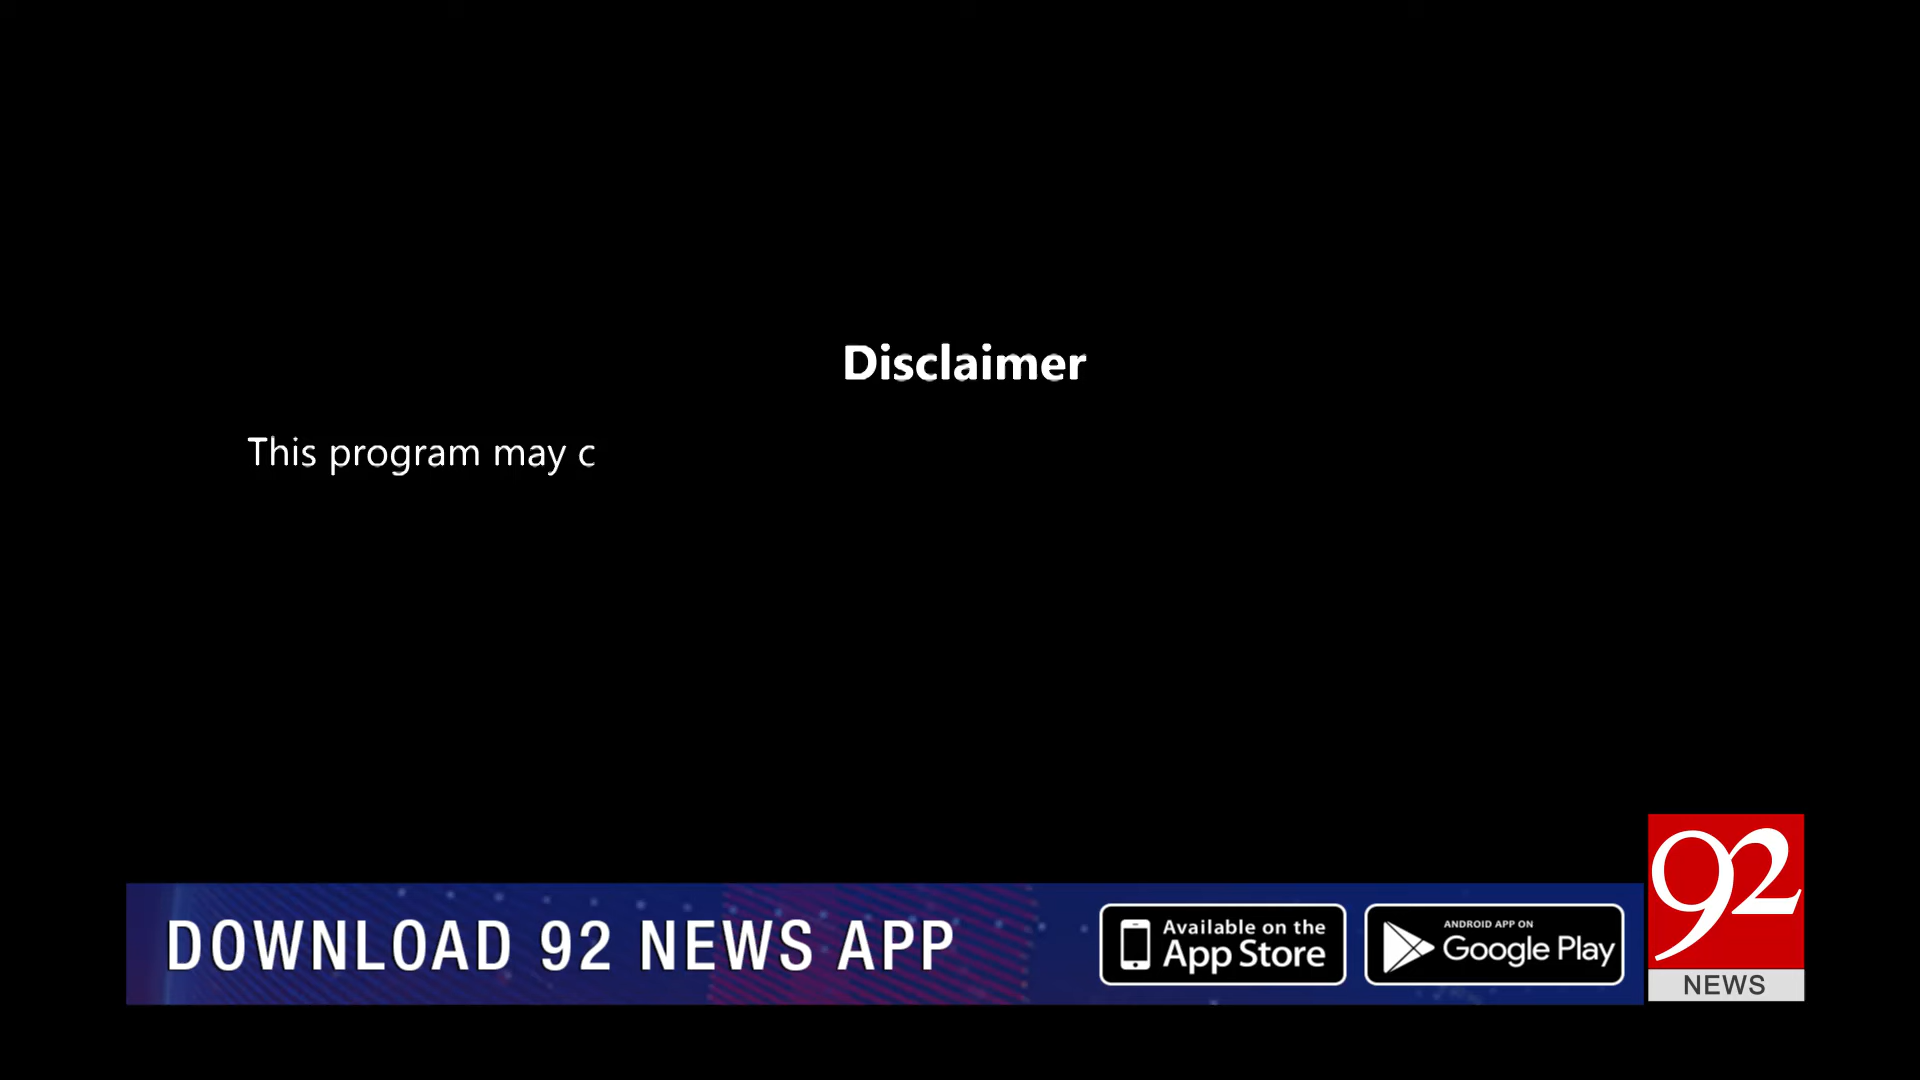 Disclaimer
This program may c
DOWNLOAD 92 NEWS APP
Available on the
App Store
ANDROID APP ON
Google Play
92
NEWS